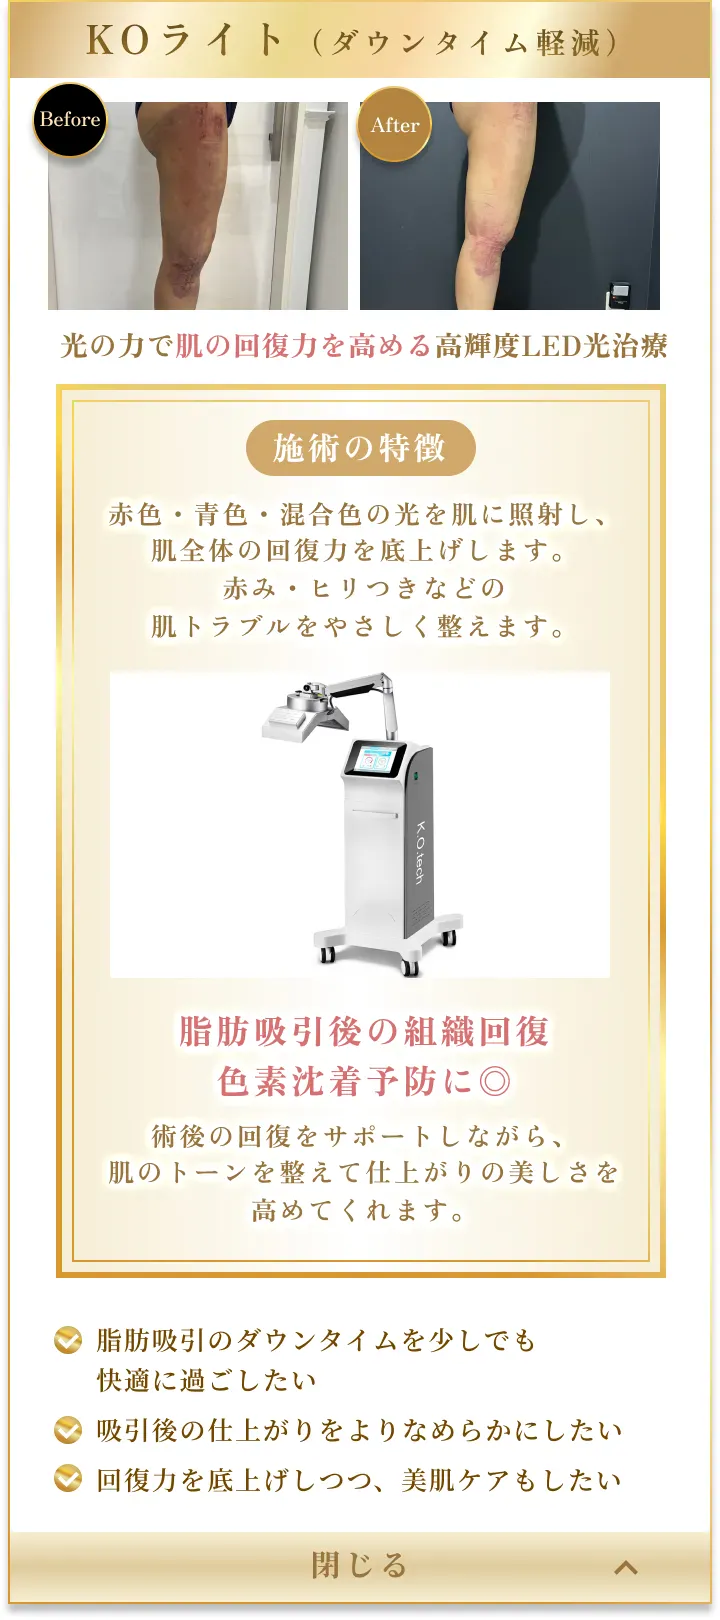 KOライト（ダウンタイム軽減）
Before
After
光の力で肌の回復力を高める高輝度LED光治療
施術の特徴
赤色・青色・混合色の光を肌に照射し、
肌全体の回復力を底上げします。
赤み・ヒリつきなどの
肌トラブルをやさしく整えます。
K.O.tech
脂肪吸引後の組織回復
色素沈着予防に◎
術後の回復をサポートしながら、
肌のトーンを整えて仕上がりの美しさを
高めてくれます。
脂肪吸引のダウンタイムを少しでも
快適に過ごしたい
吸引後の仕上がりをよりなめらかにしたい
回復力を底上げしつつ、美肌ケアもしたい
閉じる